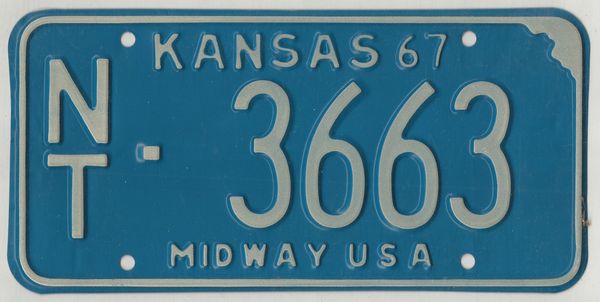 KANSAS 67
NT - 3663
MIDWAY USA